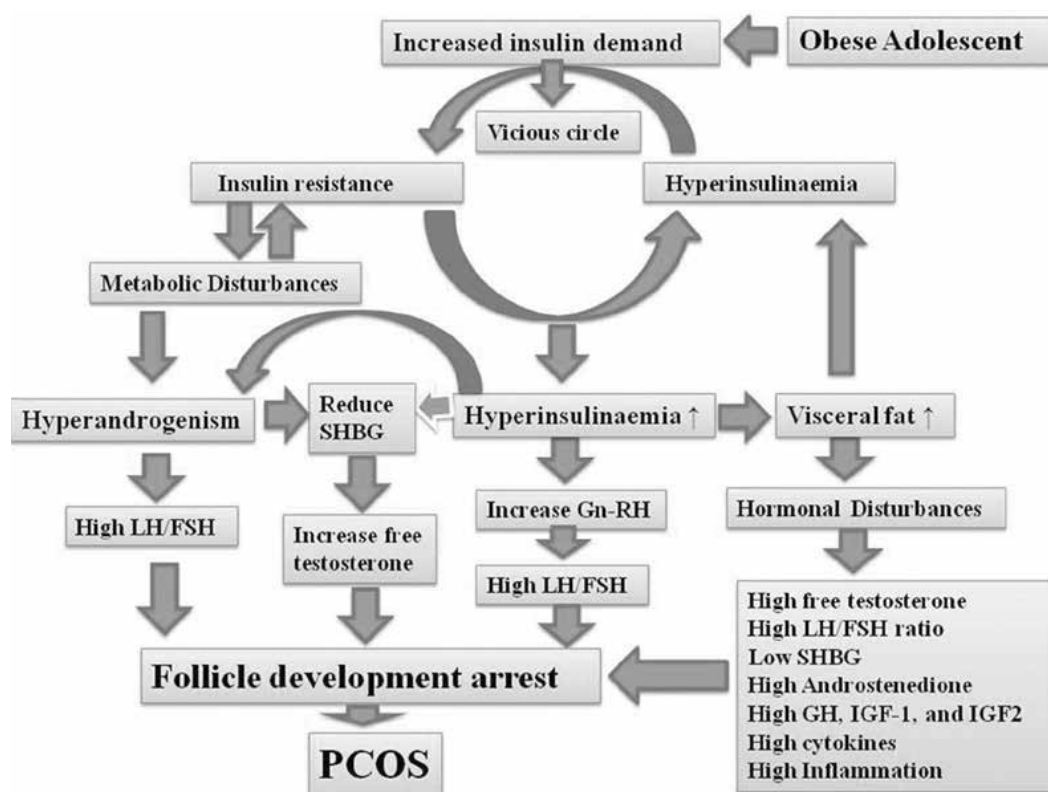 Increased insulin demand
Obese Adolescent
Vicious circle
Insulin resistance
Hyperinsulinaemia
Metabolic Disturbances
Hyperandrogenism
Reduce
SHBG
Hyperinsulinaemia ↑
Visceral fat ↑
High LH/FSH
Increase free
testosterone
Increase Gn-RH
High LH/FSH
Hormonal Disturbances
High free testosterone
High LH/FSH ratio
Low SHBG
High Androstenedione
High GH, IGF-1, and IGF2
High cytokines
High Inflammation
Follicle development arrest
PCOS